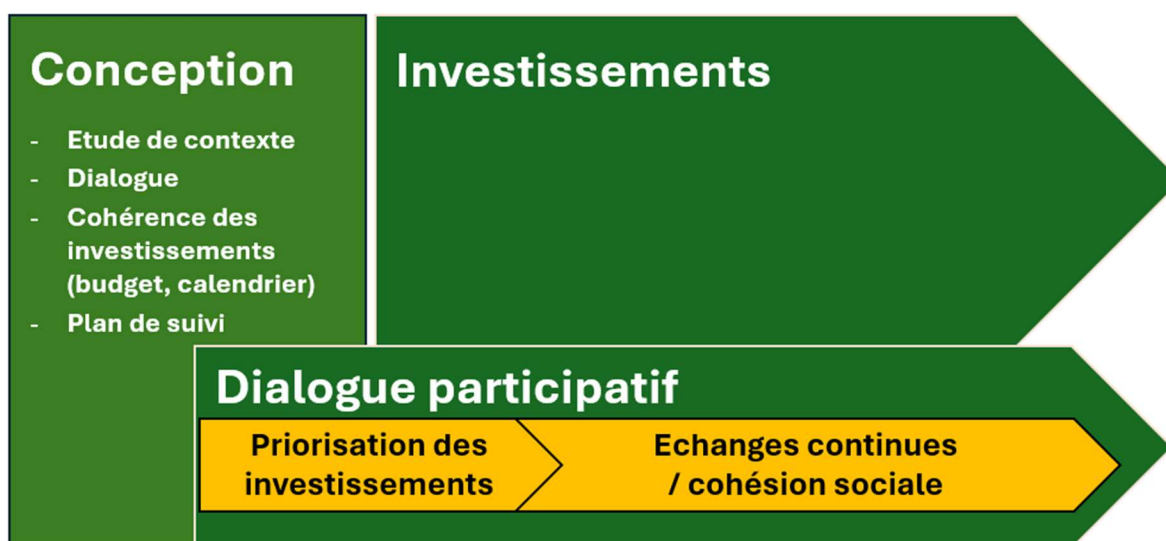 Conception
- Etude de contexte
- Dialogue
- Cohérence des
investissements
(budget, calendrier)
- Plan de suivi
Investissements
Dialogue participatif
Priorisation des
investissements
Echanges continues
/ cohésion sociale